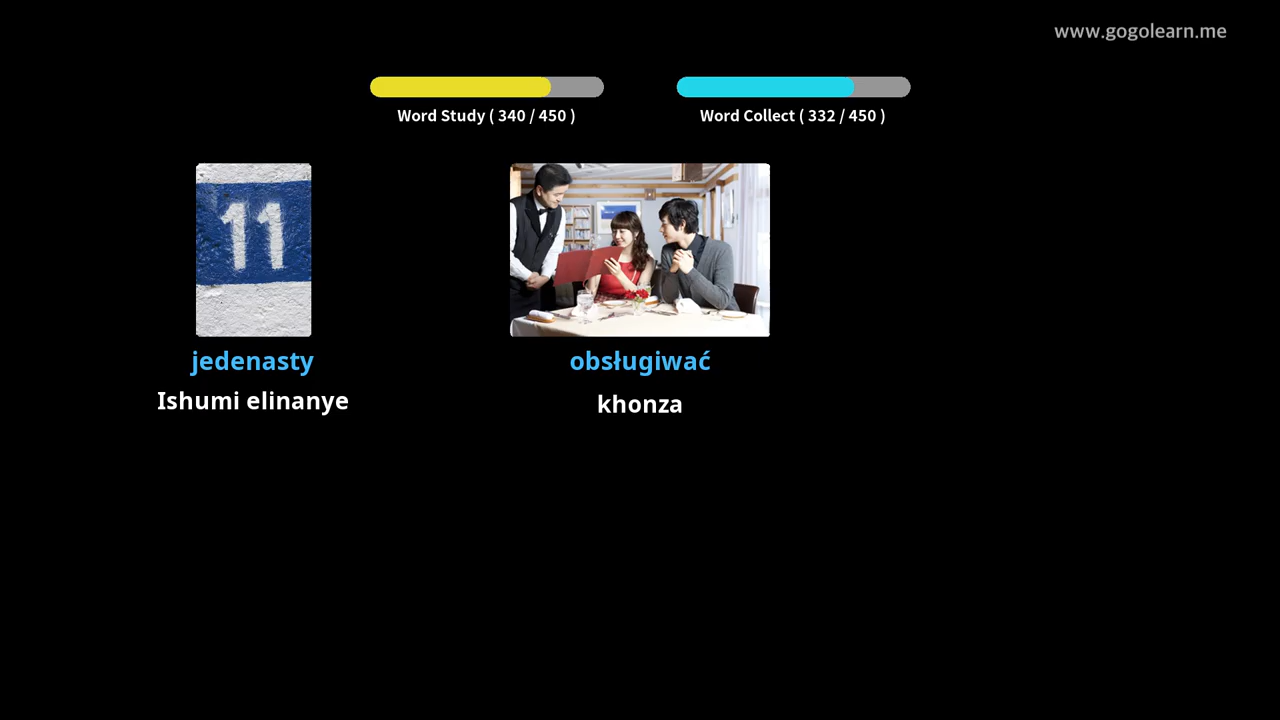 www.gogolearn.me
Word Study ( 340 / 450 )
Word Collect ( 332 / 450 )
11
jedenasty
Ishumi elinanye
obsługiwać
khonza